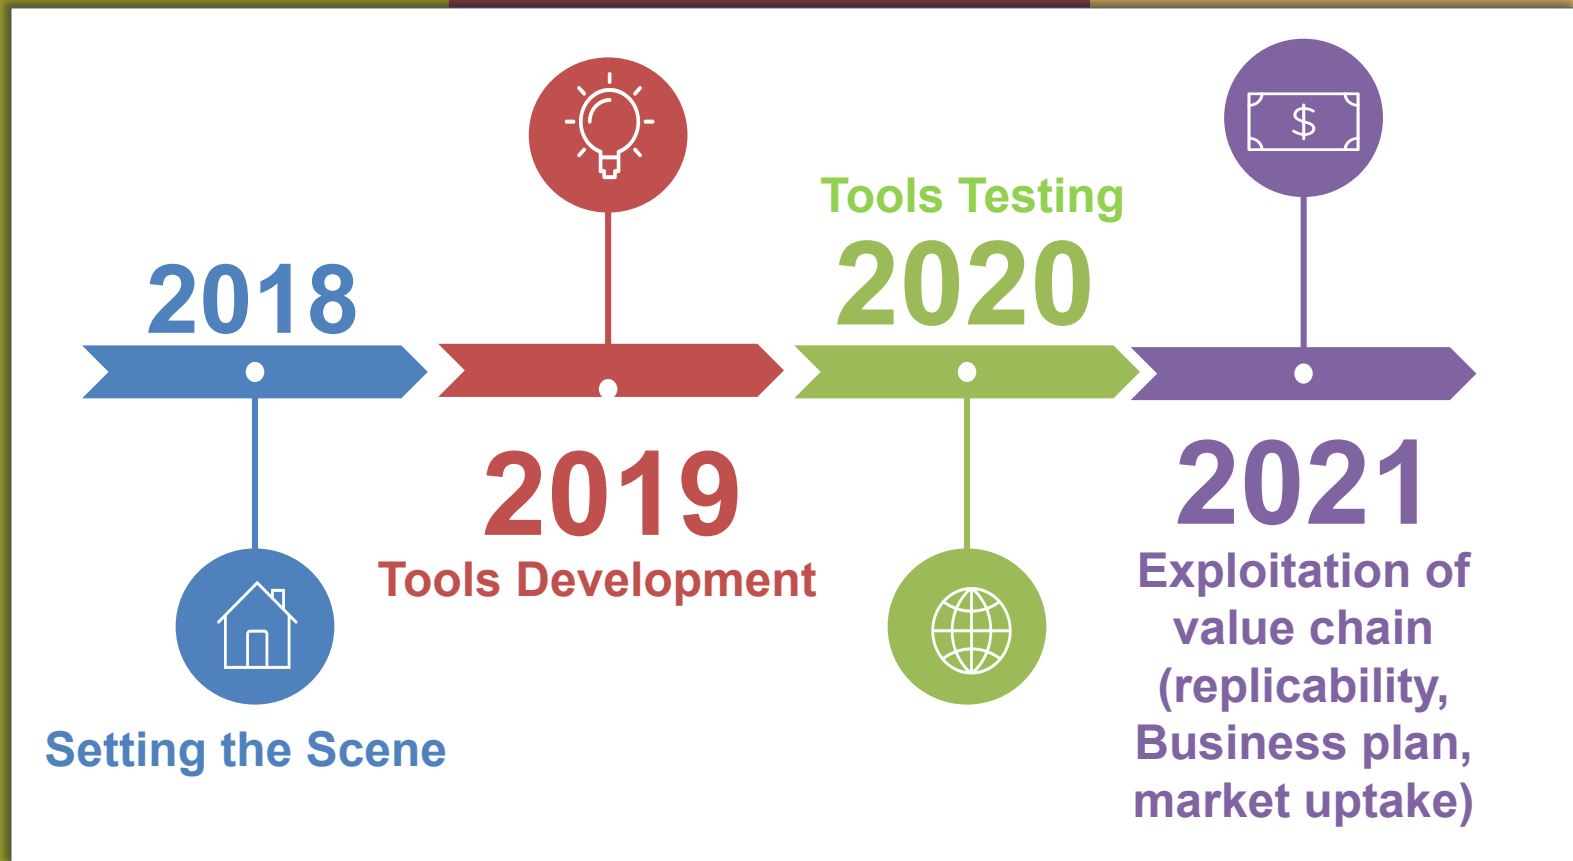 2018
Setting the Scene
$
2019
Tools Development
Tools Testing
2020
$
2021
Exploitation of
value chain
(replicability,
Business plan,
market uptake)